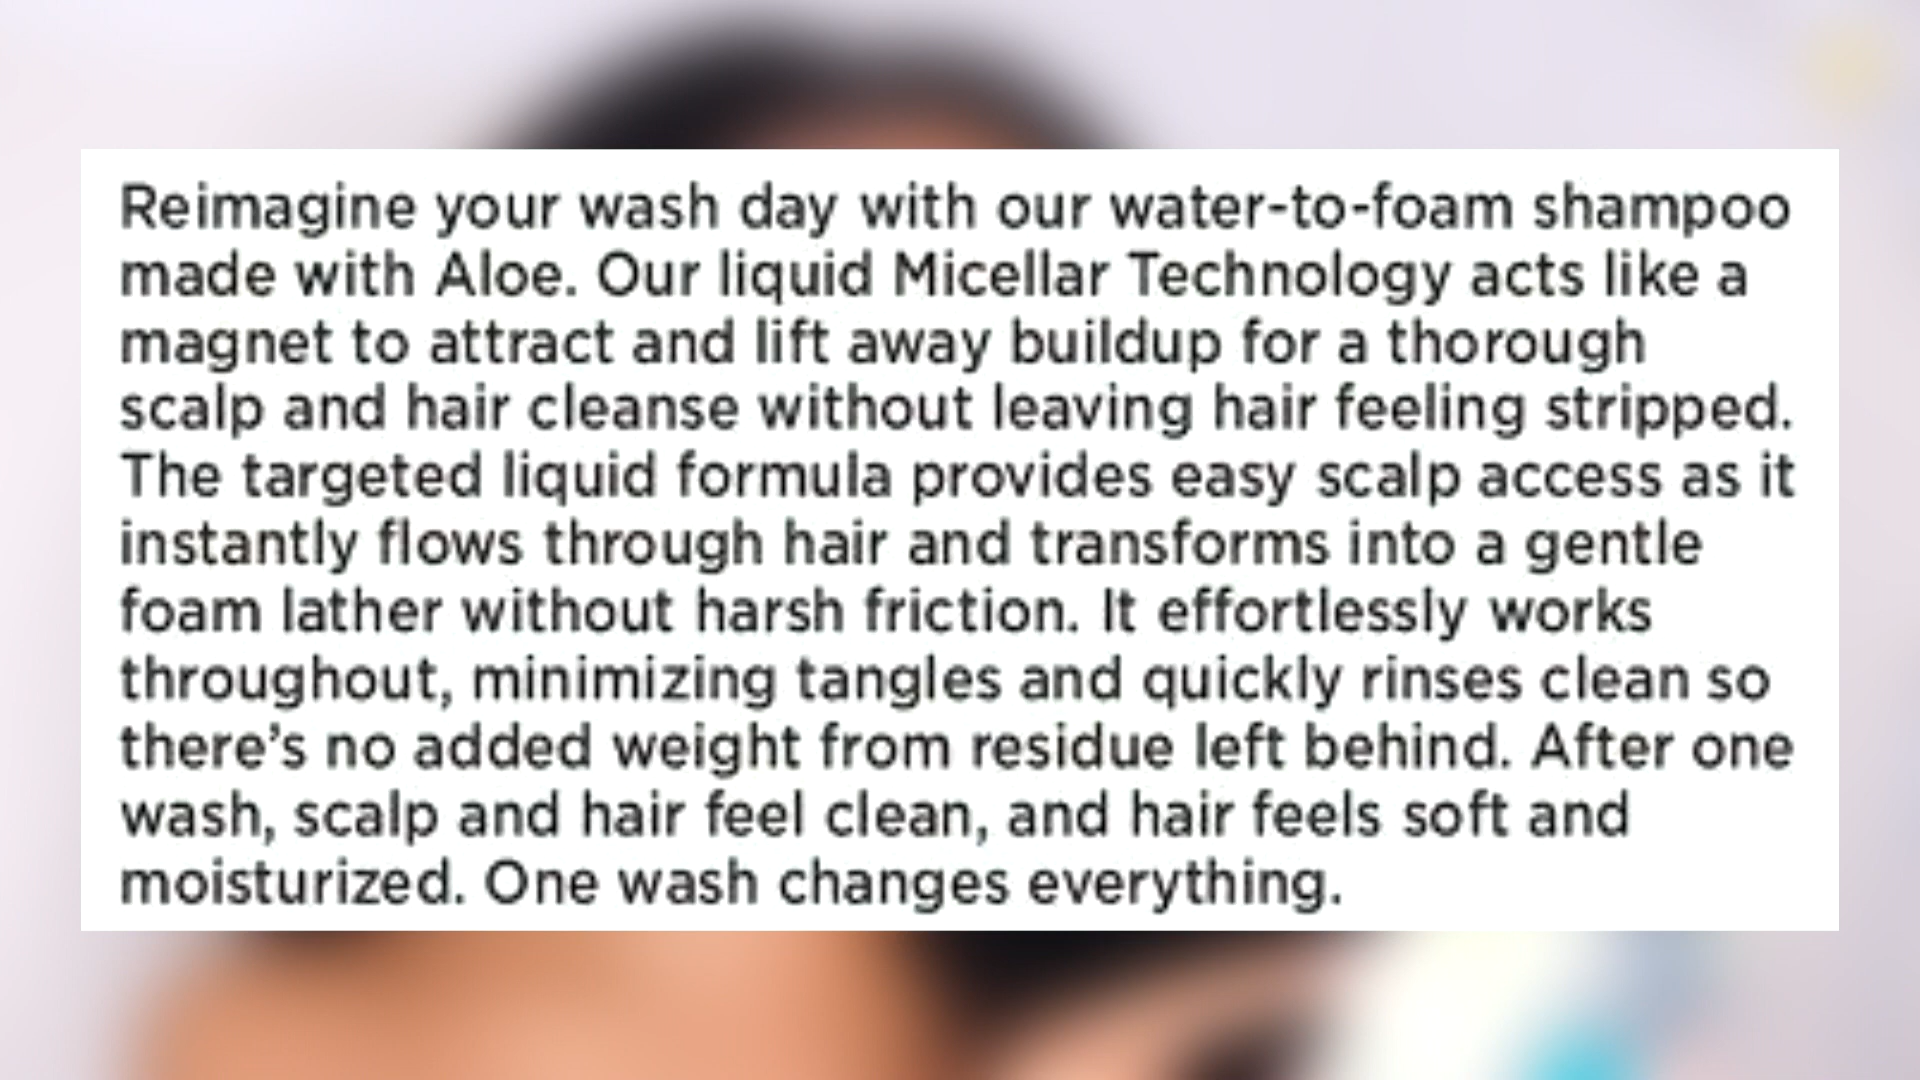 Reimagine your wash day with our water-to-foam shampoo
made with Aloe. Our liquid Micellar Technology acts like a
magnet to attract and lift away buildup for a thorough
scalp and hair cleanse without leaving hair feeling stripped.
The targeted liquid formula provides easy scalp access as it
instantly flows through hair and transforms into a gentle
foam lather without harsh friction. It effortlessly works
throughout, minimizing tangles and quickly rinses clean so
there’s no added weight from residue left behind. After one
wash, scalp and hair feel clean, and hair feels soft and
moisturized. One wash changes everything.